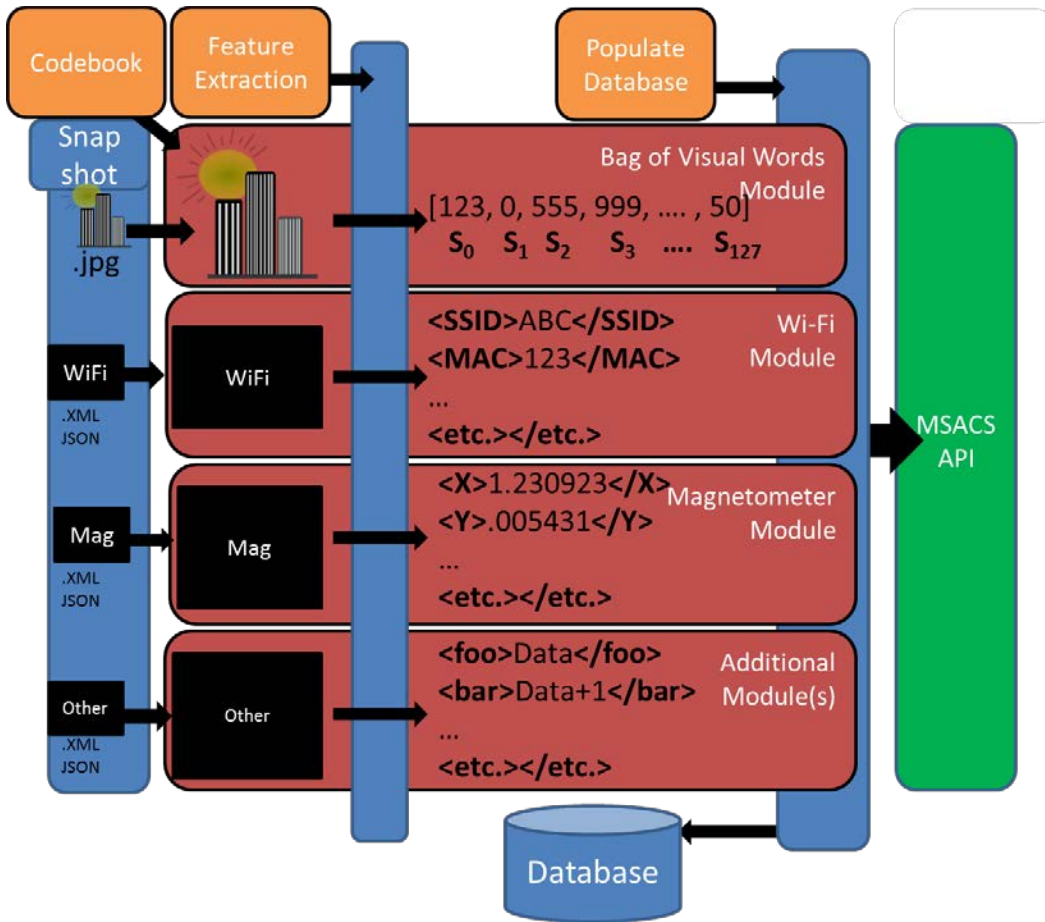 Codebook
Feature
Extraction
Populate
Database
Snap
shot
.jpg
Bag of Visual Words
Module
[123, 0, 555, 999, .... , 50]
S0 S1 S2 S3 .... S127
WiFi
.XML
JSON
WiFi
<SSID>ABC</SSID>
<MAC>123</MAC>
...
<etc.></etc.>
Wi-Fi
Module
Mag
.XML
JSON
Mag
<X>1.230923</X>
<Y>.005431</Y>
...
<etc.></etc.>
Magnetometer
Module
Other
.XML
JSON
Other
<foo>Data</foo>
<bar>Data+1</bar>
...
<etc.></etc.>
Additional
Module(s)
MSACS
API
Database